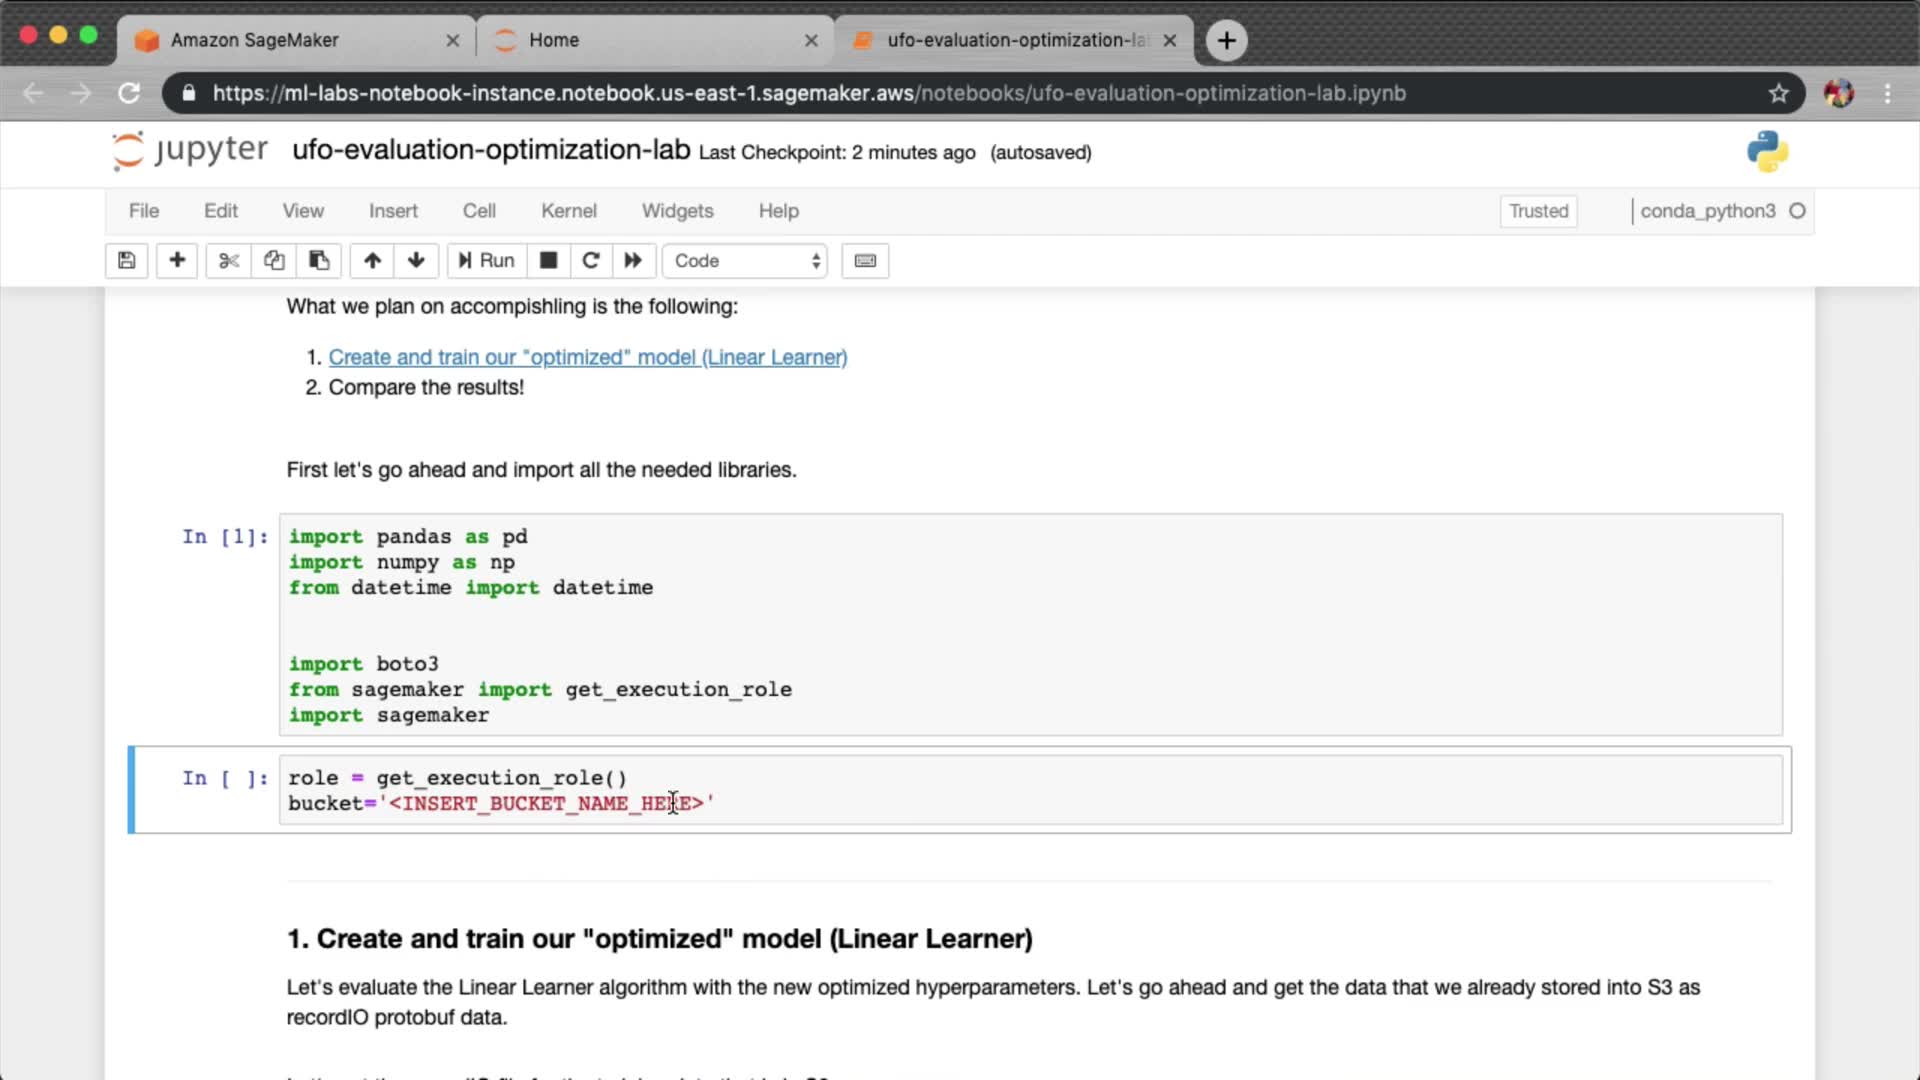 Amazon SageMaker
Home
ufo-evaluation-optimization-la
https://ml-labs-notebook-instance.notebook.us-east-1.sagemaker.aws/notebooks/ufo-evaluation-optimization-lab.ipynb
jupyter ufo-evaluation-optimization-lab Last Checkpoint: 2 minutes ago (autosaved)
File Edit View Insert Cell Kernel Widgets Help Trusted conda_python3
Run Code
What we plan on accompishling is the following:
1. Create and train our "optimized" model (Linear Learner)
2. Compare the results!
First let's go ahead and import all the needed libraries.
In [1]: import pandas as pd
import numpy as np
from datetime import datetime
import boto3
from sagemaker import get_execution_role
import sagemaker
In [ ]: role = get_execution_role()
bucket='<INSERT_BUCKET_NAME_HERE>'
1. Create and train our "optimized" model (Linear Learner)
Let's evaluate the Linear Learner algorithm with the new optimized hyperparameters. Let's go ahead and get the data that we already stored into S3 as
recordIO protobuf data.